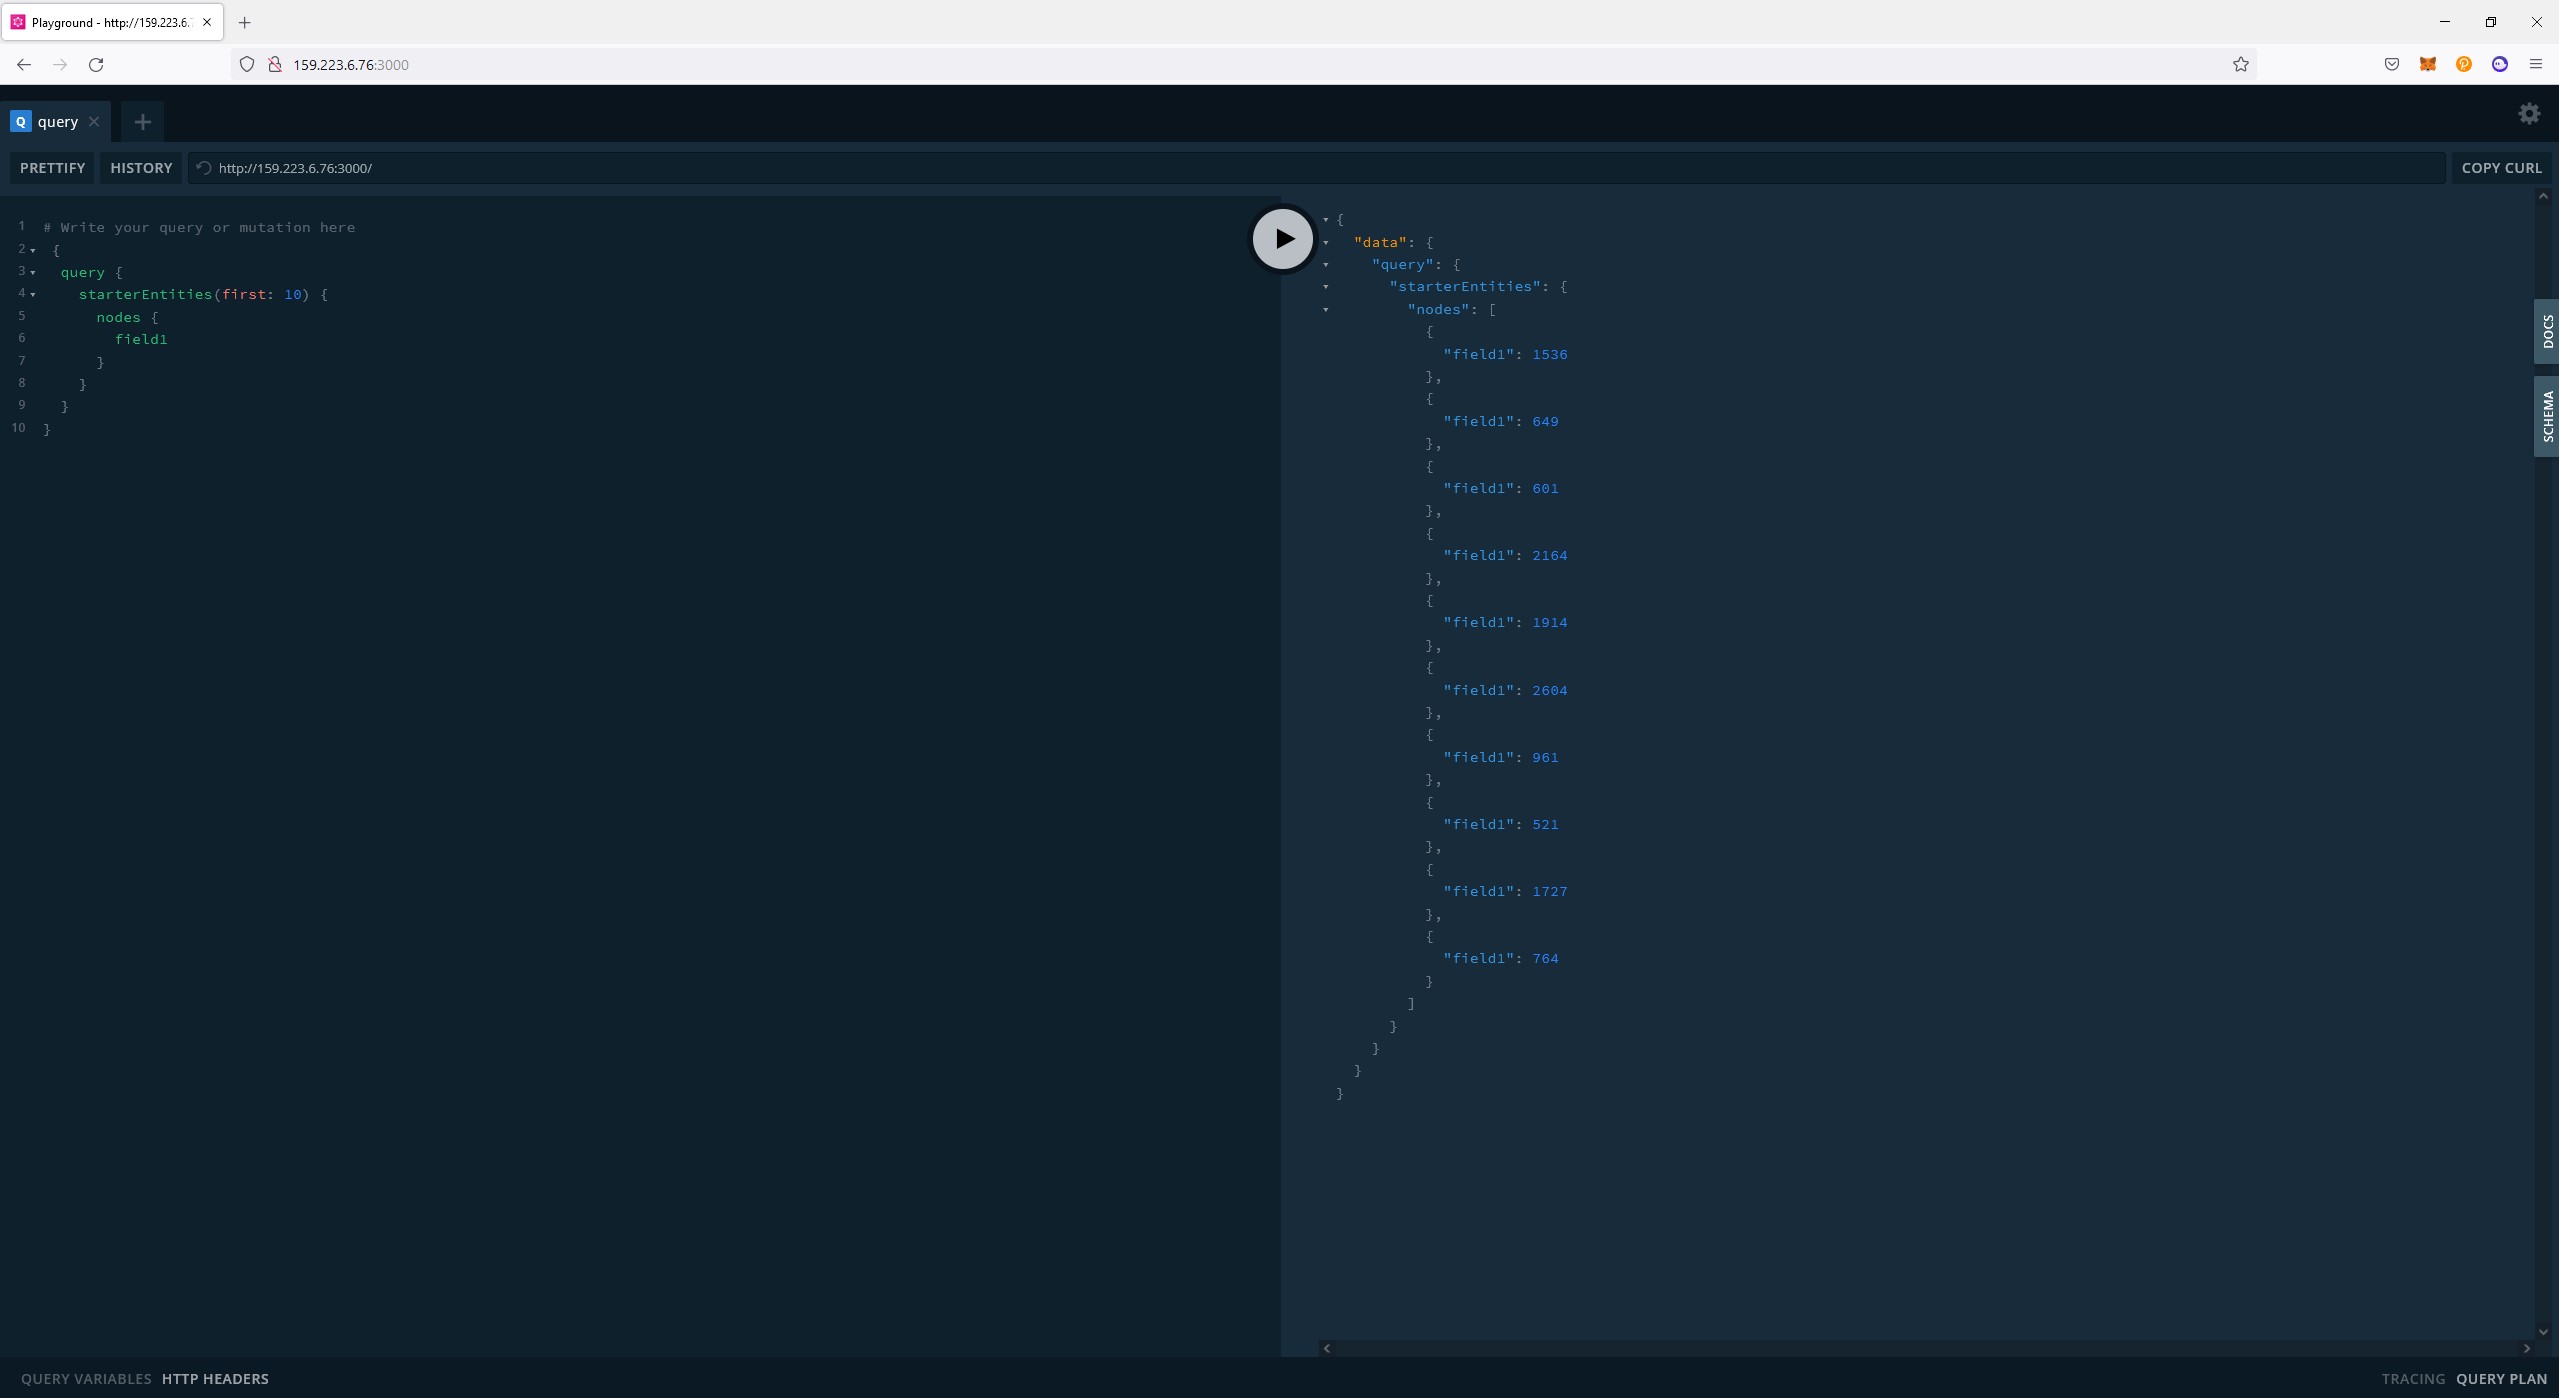 Playground - http://159.223.6.
159.223.6.76:3000
Q query
PRETTIFY HISTORY http://159.223.6.76:3000/ COPY CURL
1 # Write your query or mutation here
2 {
3 query {
4 starterEntities(first: 10) {
5 nodes {
6 field1
7 }
8 }
9 }
10 }
{
"data": {
"query": {
"starterEntities": {
"nodes": [
{
"field1": 1536
},
{
"field1": 649
},
{
"field1": 601
},
{
"field1": 2164
},
{
"field1": 1914
},
{
"field1": 2604
},
{
"field1": 961
},
{
"field1": 521
},
{
"field1": 1727
},
{
"field1": 764
}
]
}
}
}
}
DOCS
SCHEMA
QUERY VARIABLES HTTP HEADERS
TRACING QUERY PLAN